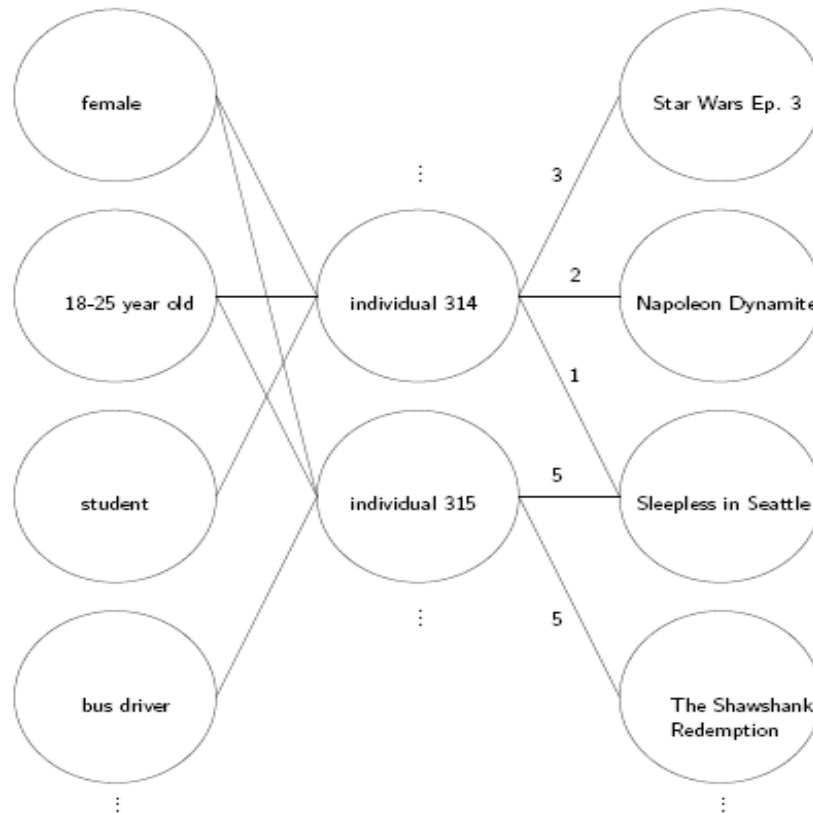 female
Star Wars Ep. 3
⋮
3
18-25 year old
individual 314
2
Napoleon Dynamite
1
student
individual 315
5
Sleepless in Seattle
⋮
5
bus driver
The Shawshank
Redemption
⋮
⋮